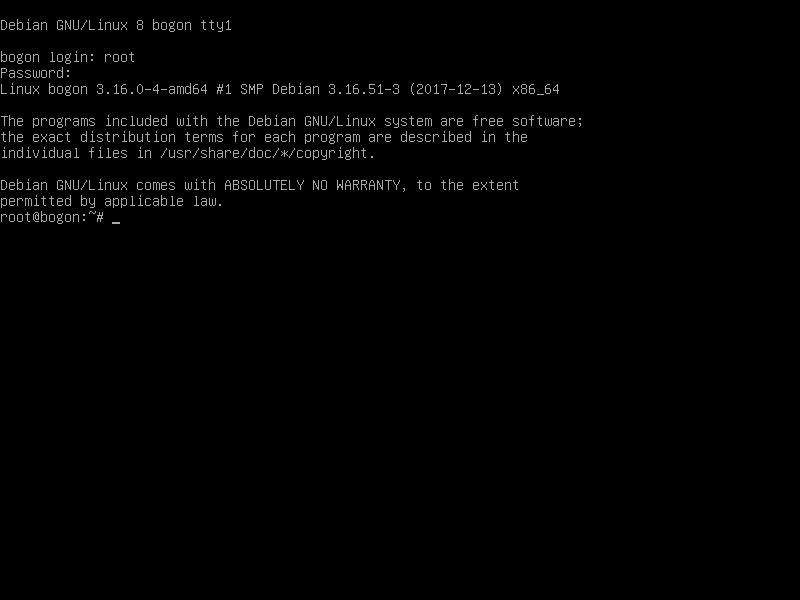 Debian GNU/Linux 8 bogon tty1
bogon login: root
Password:
Linux bogon 3.16.0-4-amd64 #1 SMP Debian 3.16.51-3 (2017-12-13) x86_64
The programs included with the Debian GNU/Linux system are free software;
the exact distribution terms for each program are described in the
individual files in /usr/share/doc/*/copyright.
Debian GNU/Linux comes with ABSOLUTELY NO WARRANTY, to the extent
permitted by applicable law.
root@bogon:~# _